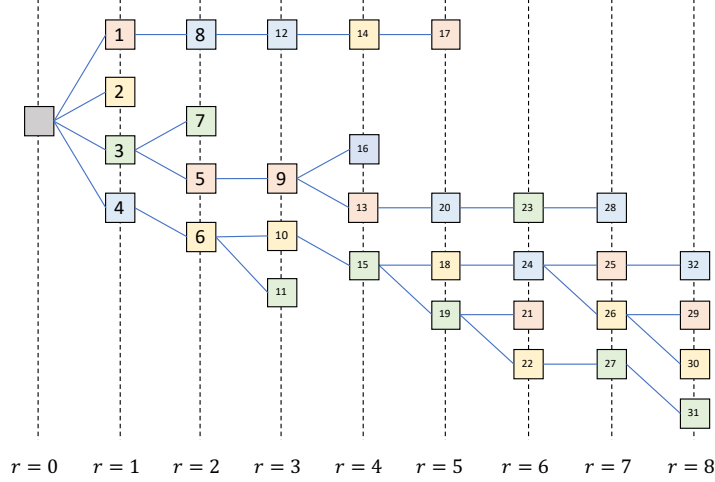 1 8 12 14 17
2
7
3 16
5 9
4 13 20 23 28
6 10
15 18 24 25 32
11
19 21 26 29
22 27 30
31
r = 0 r = 1 r = 2 r = 3 r = 4 r = 5 r = 6 r = 7 r = 8